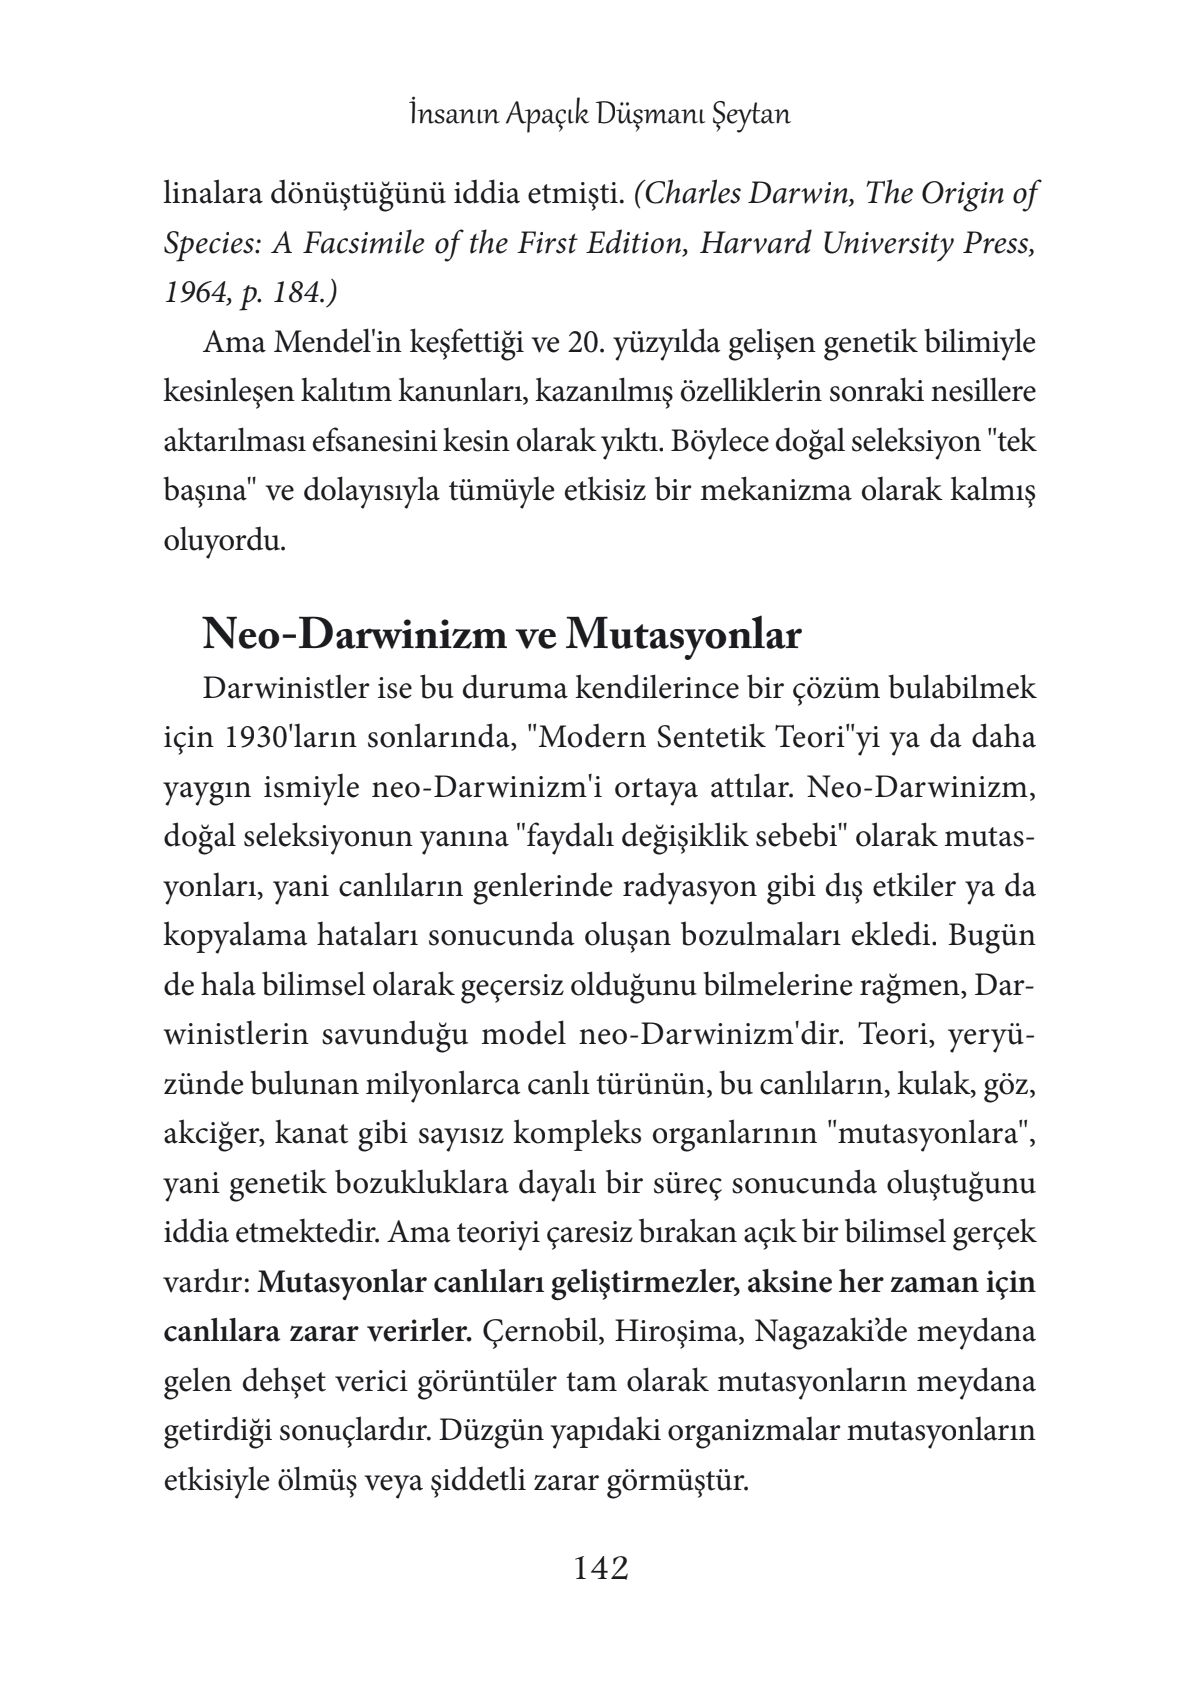 İnsanın Apaçık Düşmanı Şeytan
linalara dönüştüğünü iddia etmişti. (Charles Darwin, The Origin of
Species: A Facsimile of the First Edition, Harvard University Press,
1964, p. 184.)
Ama Mendel'in keşfettiği ve 20. yüzyılda gelişen genetik bilimiyle
kesinleşen kalıtım kanunları, kazanılmış özelliklerin sonraki nesillere
aktarılması efsanesini kesin olarak yıktı. Böylece doğal seleksiyon "tek
başına" ve dolayısıyla tümüyle etkisiz bir mekanizma olarak kalmış
oluyordu.
Neo-Darwinizm ve Mutasyonlar
Darwinistler ise bu duruma kendilerince bir çözüm bulabilmek
için 1930'ların sonlarında, "Modern Sentetik Teori"yi ya da daha
yaygın ismiyle neo-Darwinizm'i ortaya attılar. Neo-Darwinizm,
doğal seleksiyonun yanına "faydalı değişiklik sebebi" olarak mutas-
yonları, yani canlıların genlerinde radyasyon gibi dış etkiler ya da
kopyalama hataları sonucunda oluşan bozulmaları ekledi. Bugün
de hala bilimsel olarak geçersiz olduğunu bilmelerine rağmen, Dar-
winistlerin savunduğu model neo-Darwinizm'dir. Teori, yeryü-
zünde bulunan milyonlarca canlı türünün, bu canlıların, kulak, göz,
akciğer, kanat gibi sayısız kompleks organlarının "mutasyonlara",
yani genetik bozukluklara dayalı bir süreç sonucunda oluştuğunu
iddia etmektedir. Ama teoriyi çaresiz bırakan açık bir bilimsel gerçek
vardır: Mutasyonlar canlıları geliştirmezler, aksine her zaman için
canlılara zarar verirler. Çernobil, Hiroşima, Nagazaki’de meydana
gelen dehşet verici görüntüler tam olarak mutasyonların meydana
getirdiği sonuçlardır. Düzgün yapıdaki organizmalar mutasyonların
etkisiyle ölmüş veya şiddetli zarar görmüştür.
142